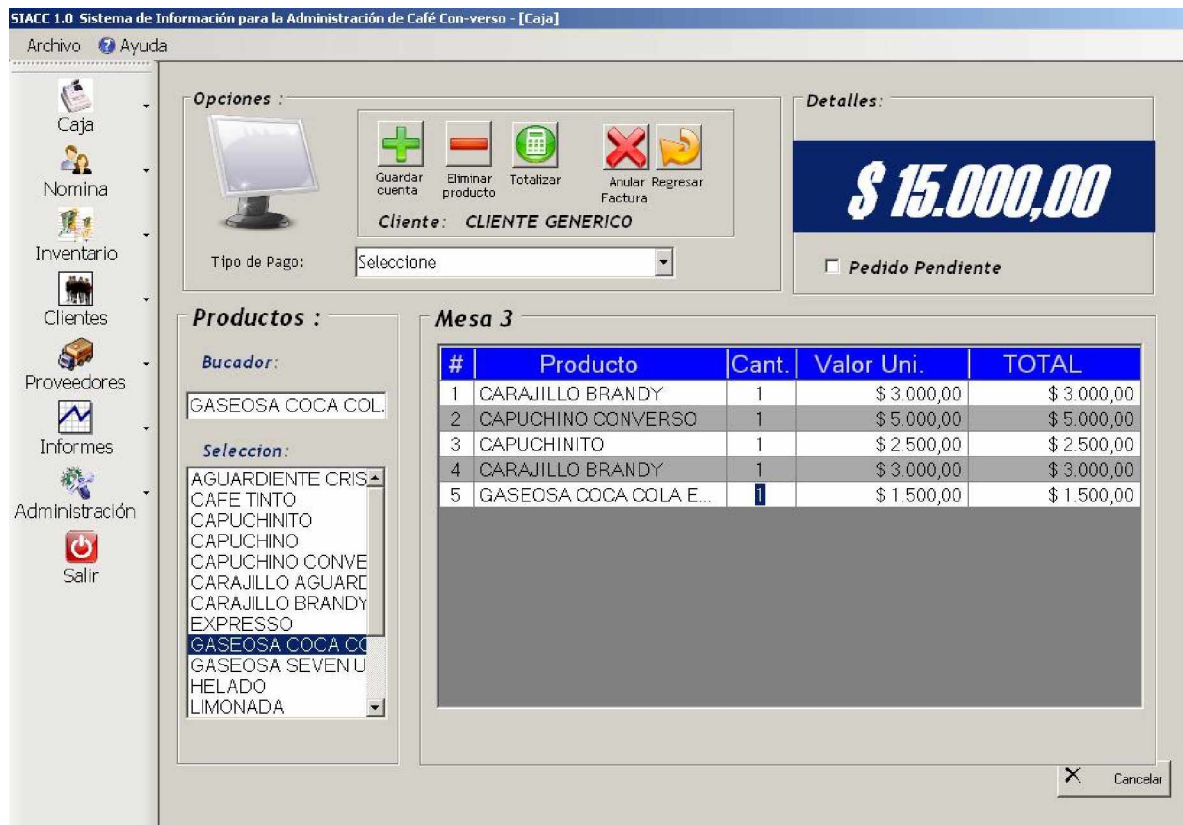 SIACC 1.0 Sistema de Información para la Administración de Café Con-verso - [Caja]
Archivo Ayuda
Caja
Nomina
Inventario
Clientes
Proveedores
Informes
Administración
Salir
Opciones :
Guardar cuenta
Eliminar producto
Totalizar
Anular Factura
Regresar
Cliente: CLIENTE GENERICO
Tipo de Pago: Seleccione
Detalles:
$ 15.000,00
Pedido Pendiente
Productos :
Bucador:
GASEOSA COCA COL.
Seleccion:
AGUARDIENTE CRIS
CAFE TINTO
CAPUCHINITO
CAPUCHINO
CAPUCHINO CONVE
CARAJILLO AGUARD
CARAJILLO BRANDY
EXPRESSO
GASEOSA COCA CO
GASEOSA SEVEN U
HELADO
LIMONADA
Mesa 3
# Producto Cant. Valor Uni. TOTAL
1 CARAJILLO BRANDY 1 $ 3.000,00 $ 3.000,00
2 CAPUCHINO CONVERSO 1 $ 5.000,00 $ 5.000,00
3 CAPUCHINITO 1 $ 2.500,00 $ 2.500,00
4 CARAJILLO BRANDY 1 $ 3.000,00 $ 3.000,00
5 GASEOSA COCA COLA E... 1 $ 1.500,00 $ 1.500,00
Cancelar